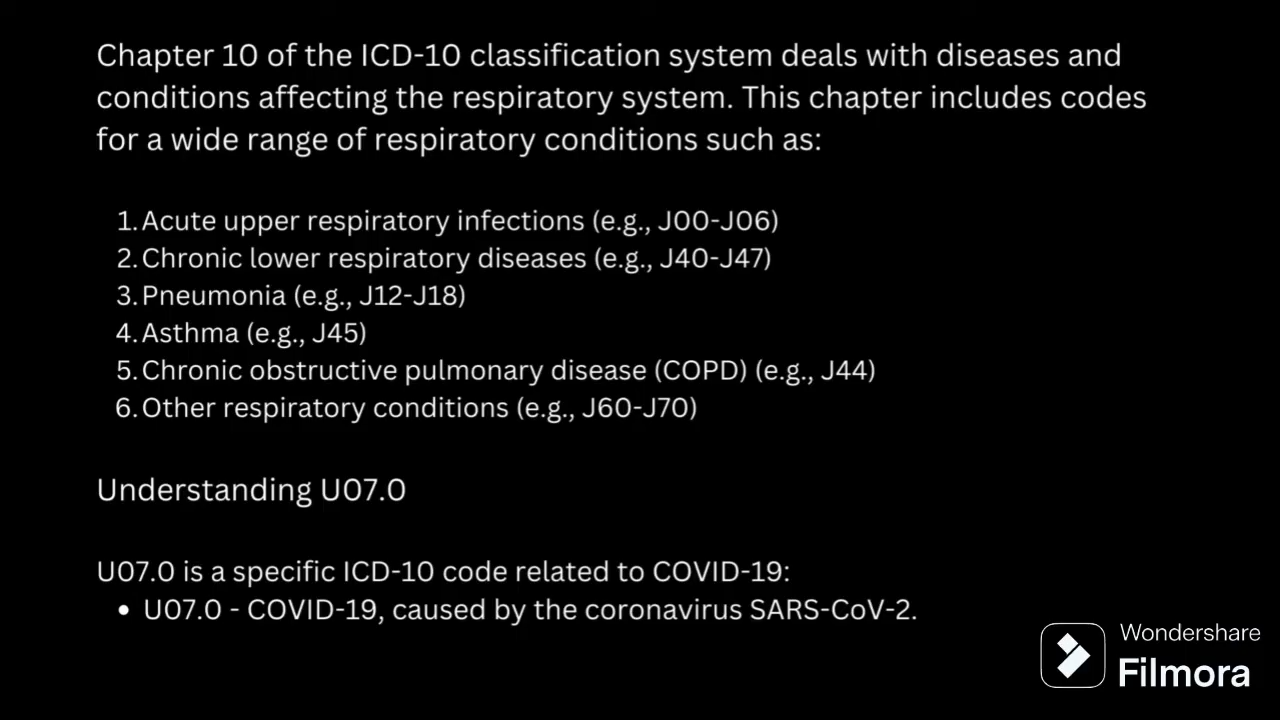 Chapter 10 of the ICD-10 classification system deals with diseases and
conditions affecting the respiratory system. This chapter includes codes
for a wide range of respiratory conditions such as:
1. Acute upper respiratory infections (e.g., J00-J06)
2. Chronic lower respiratory diseases (e.g., J40-J47)
3. Pneumonia (e.g., J12-J18)
4. Asthma (e.g., J45)
5. Chronic obstructive pulmonary disease (COPD) (e.g., J44)
6. Other respiratory conditions (e.g., J60-J70)
Understanding U07.0
U07.0 is a specific ICD-10 code related to COVID-19:
• U07.0 - COVID-19, caused by the coronavirus SARS-CoV-2.
Wondershare
Filmora